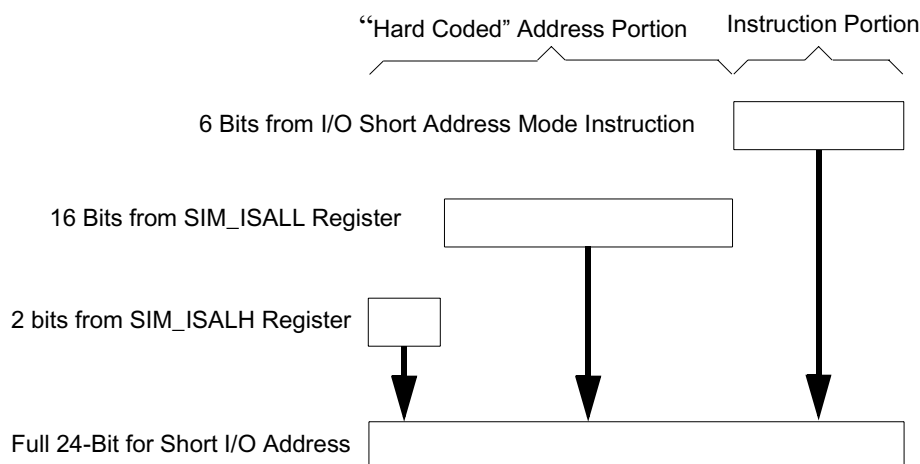 “Hard Coded” Address Portion
Instruction Portion
6 Bits from I/O Short Address Mode Instruction
16 Bits from SIM_ISALL Register
2 bits from SIM_ISALH Register
Full 24-Bit for Short I/O Address